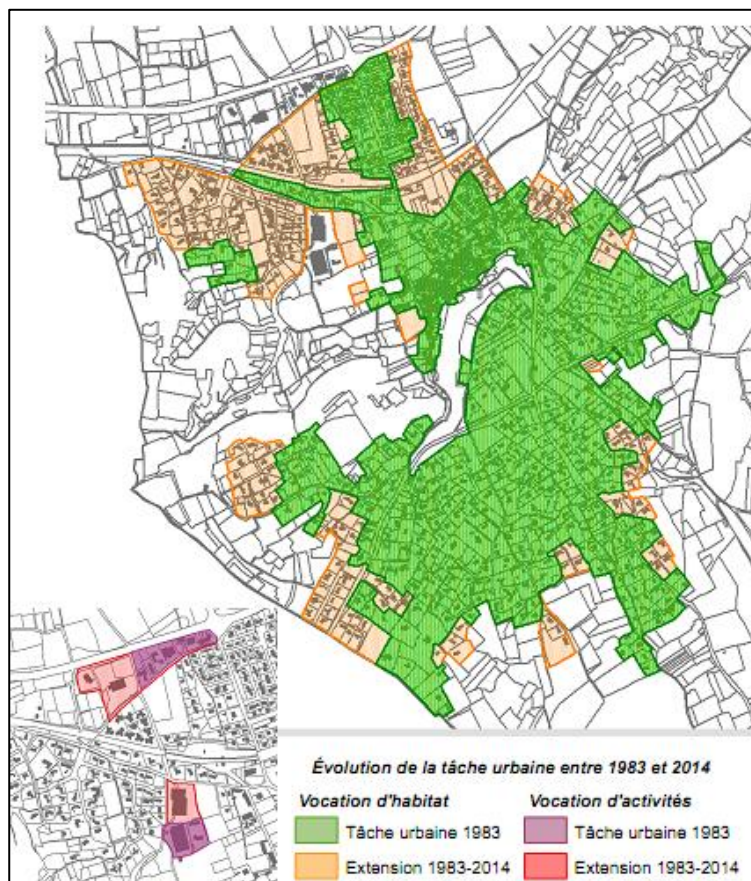 Évolution de la tâche urbaine entre 1983 et 2014
Vocation d'habitat
Tâche urbaine 1983
Extension 1983-2014
Vocation d'activités
Tâche urbaine 1983
Extension 1983-2014